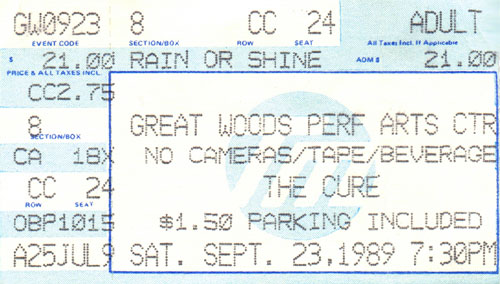 GW0923 8 CC 24 ADULT
EVENT CODE SECTION/BOX ROW SEAT All Taxes Incl. If Applicable
$ 21.00 RAIN OR SHINE ADM $ 21.00
PRICE & ALL TAXES INCL.
CC2.75
8 GREAT WOODS PERF ARTS CTR
SECTION/BOX
CA 18X NO CAMERAS/TAPE/BEVERAGE
CC 24 THE CURE
ROW SEAT
OBP1015 $1.50 PARKING INCLUDED
A25JUL9 SAT. SEPT. 23,1989 7:30PM